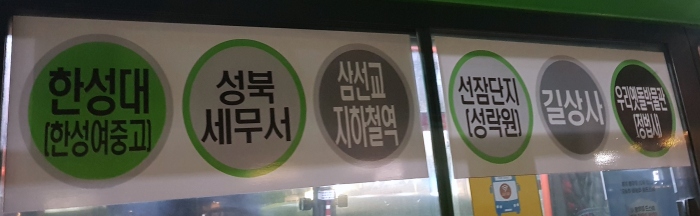 한성대
[한성여중고]
성북
세무서
삼선교
지하철역
선잠단지
[성락원]
길상사
우리옛돌박물관
[정법사]